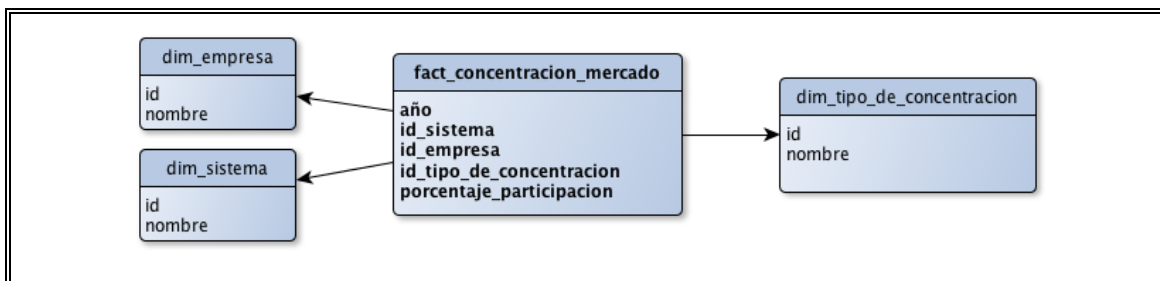 dim_empresa
id
nombre
dim_sistema
id
nombre
fact_concentracion_mercado
año
id_sistema
id_empresa
id_tipo_de_concentracion
porcentaje_participacion
dim_tipo_de_concentracion
id
nombre